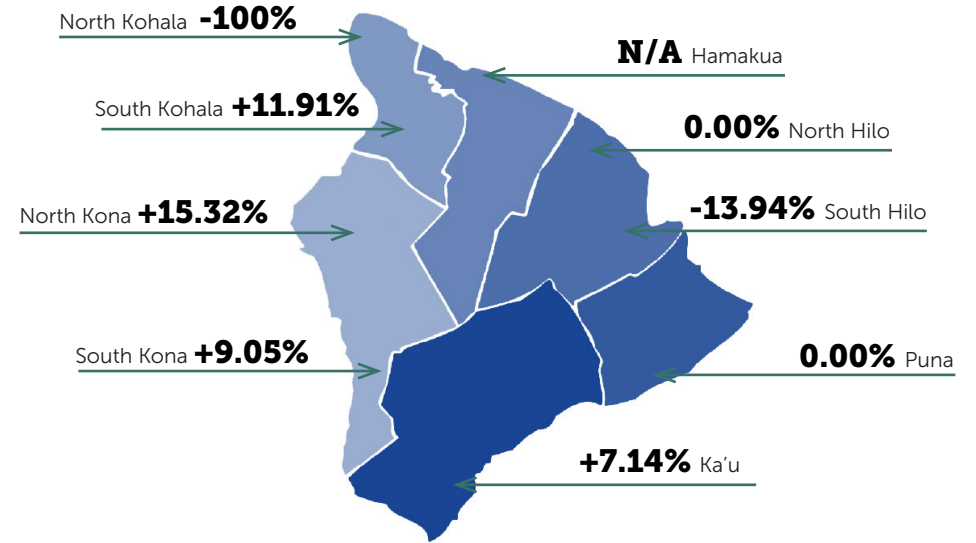 North Kohala -100%
N/A Hamakua
South Kohala +11.91%
0.00% North Hilo
North Kona +15.32%
-13.94% South Hilo
South Kona +9.05%
0.00% Puna
+7.14% Ka’u